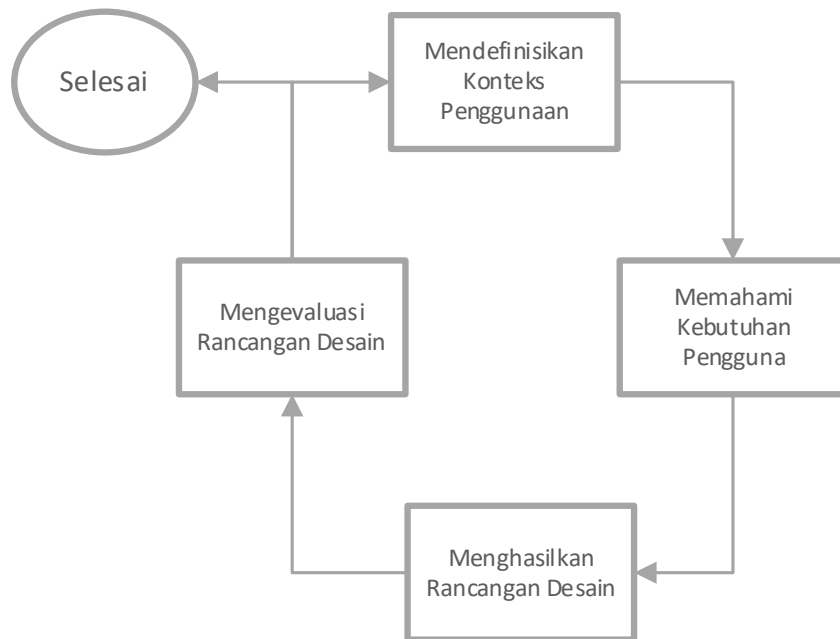 Selesai
Mendefinisikan
Konteks
Penggunaan
Memahami
Kebutuhan
Pengguna
Menghasilkan
Rancangan Desain
Mengevaluasi
Rancangan Desain